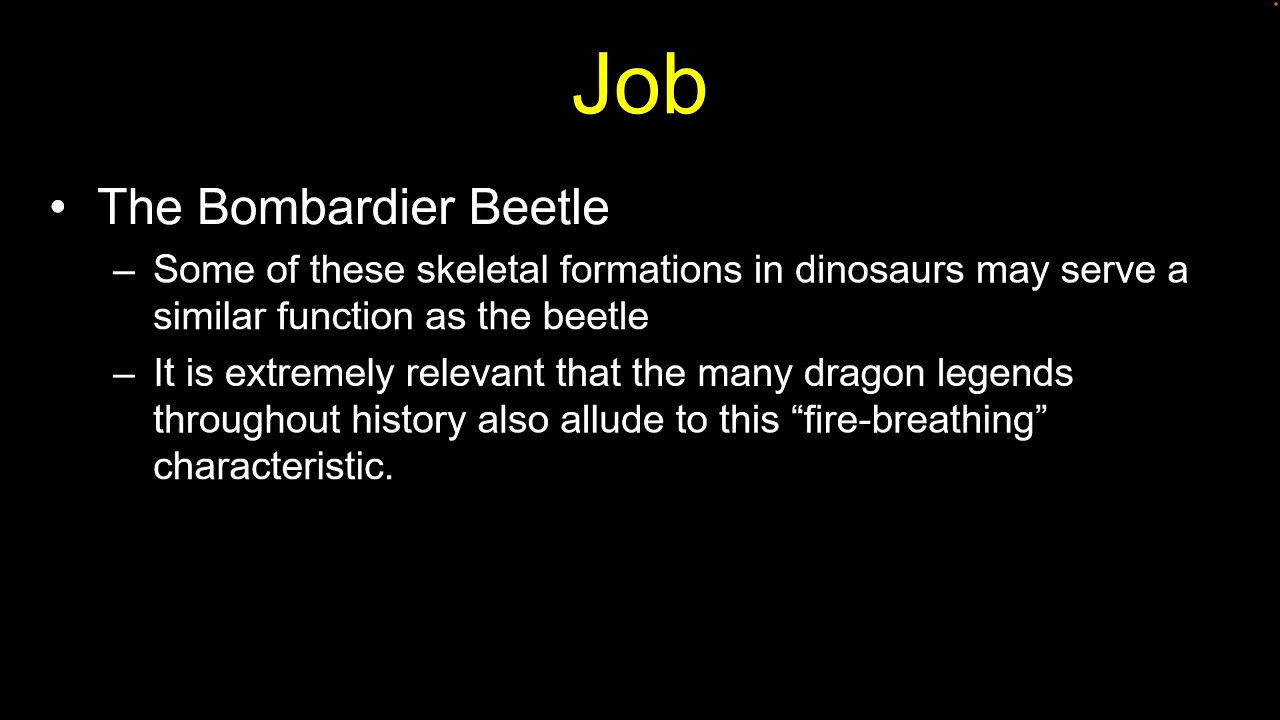 Job
• The Bombardier Beetle
– Some of these skeletal formations in dinosaurs may serve a
similar function as the beetle
– It is extremely relevant that the many dragon legends
throughout history also allude to this “fire-breathing”
characteristic.